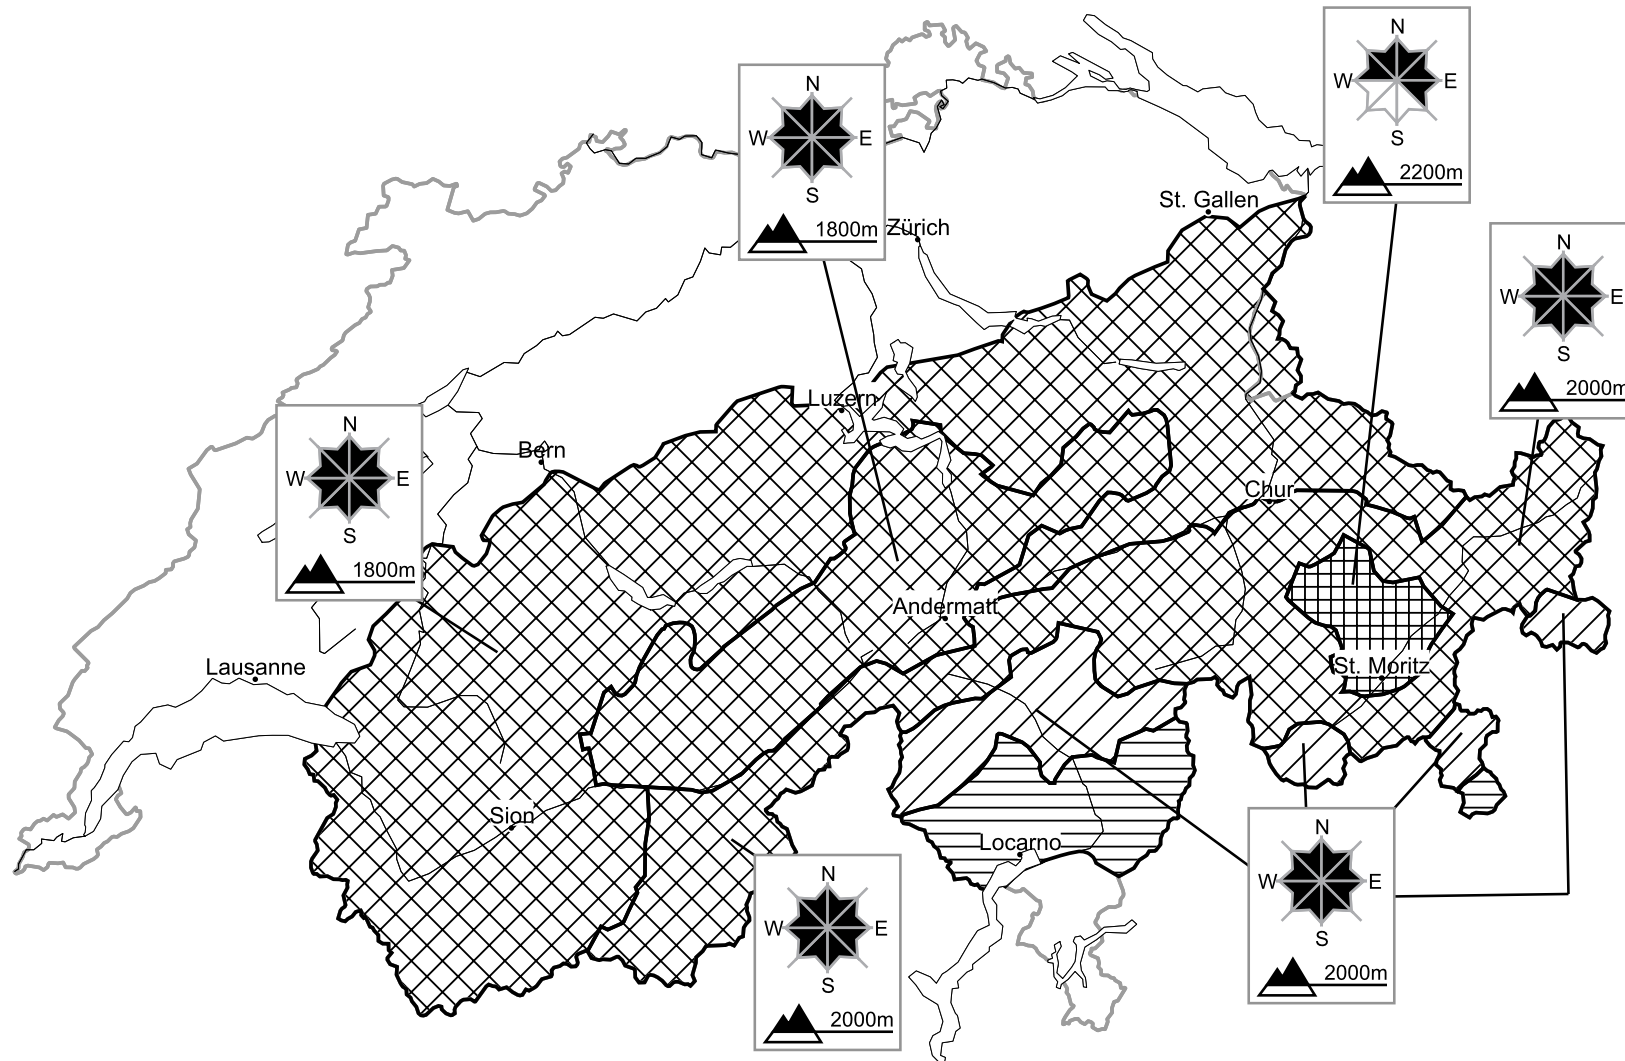 N
W E
S
2200m
N
W E
S
1800m
St. Gallen
Zürich
N
W E
S
2000m
Luzern
N
W E
S
1800m
Bern
Chur
Andermatt
Lausanne
St. Moritz
Sion
Locarno
N
W E
S
2000m
N
W E
S
2000m